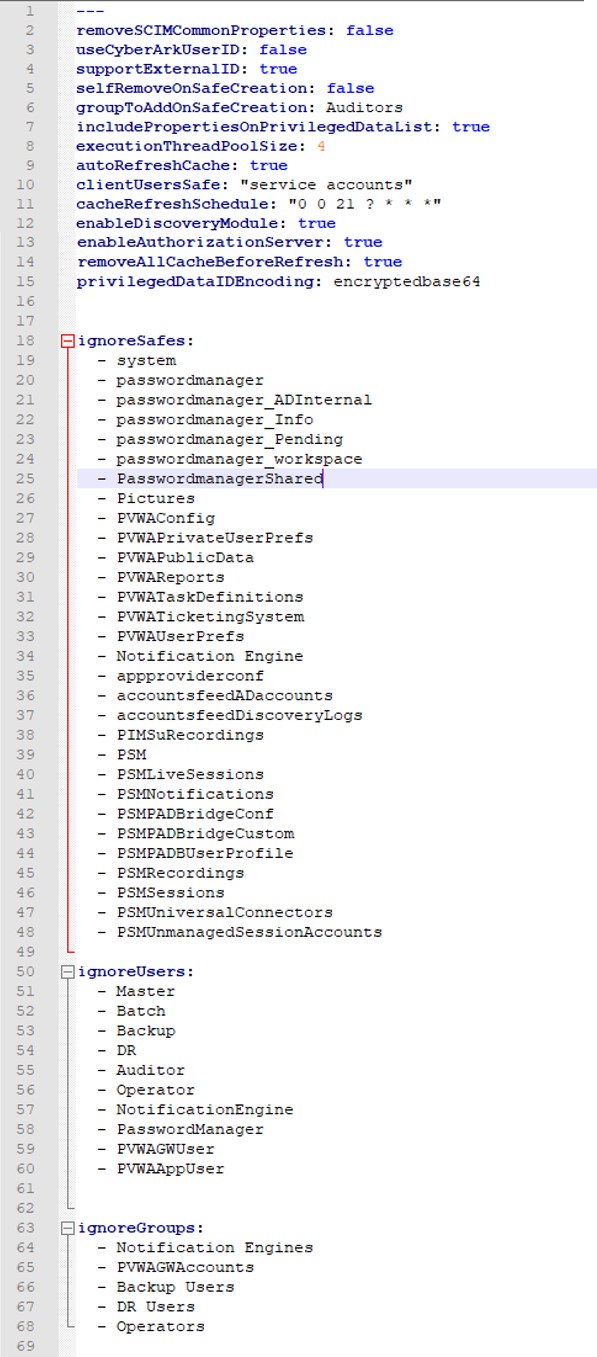 1 ---
2 removeSCIMCommonProperties: false
3 useCyberArkUserID: false
4 supportExternalID: true
5 selfRemoveOnSafeCreation: false
6 groupToAddOnSafeCreation: Auditors
7 includePropertiesOnPrivilegedDataList: true
8 executionThreadPoolSize: 4
9 autoRefreshCache: true
10 clientUsersSafe: "service accounts"
11 cacheRefreshSchedule: "0 0 21 ? * * *"
12 enableDiscoveryModule: true
13 enableAuthorizationServer: true
14 removeAllCacheBeforeRefresh: true
15 privilegedDataIDEncoding: encryptedbase64
16
17
18 ignoreSafes:
19 - system
20 - passwordmanager
21 - passwordmanager_ADInternal
22 - passwordmanager_Info
23 - passwordmanager_Pending
24 - passwordmanager_workspace
25 - PasswordmanagerShared
26 - Pictures
27 - PVWAConfig
28 - PVWAPrivateUserPrefs
29 - PVWAPublicData
30 - PVWAReports
31 - PVWATaskDefinitions
32 - PVWATicketingSystem
33 - PVWAUserPrefs
34 - Notification Engine
35 - appproviderconf
36 - accountsfeedADaccounts
37 - accountsfeedDiscoveryLogs
38 - PIMSuRecordings
39 - PSM
40 - PSMLiveSessions
41 - PSMNotifications
42 - PSMPADBridgeConf
43 - PSMPADBridgeCustom
44 - PSMPADBUserProfile
45 - PSMRecordings
46 - PSMSessions
47 - PSMUniversalConnectors
48 - PSMUnmanagedSessionAccounts
49
50 ignoreUsers:
51 - Master
52 - Batch
53 - Backup
54 - DR
55 - Auditor
56 - Operator
57 - NotificationEngine
58 - PasswordManager
59 - PVWAGWUser
60 - PVWAAppUser
61
62
63 ignoreGroups:
64 - Notification Engines
65 - PVWAGWAccounts
66 - Backup Users
67 - DR Users
68 - Operators
69